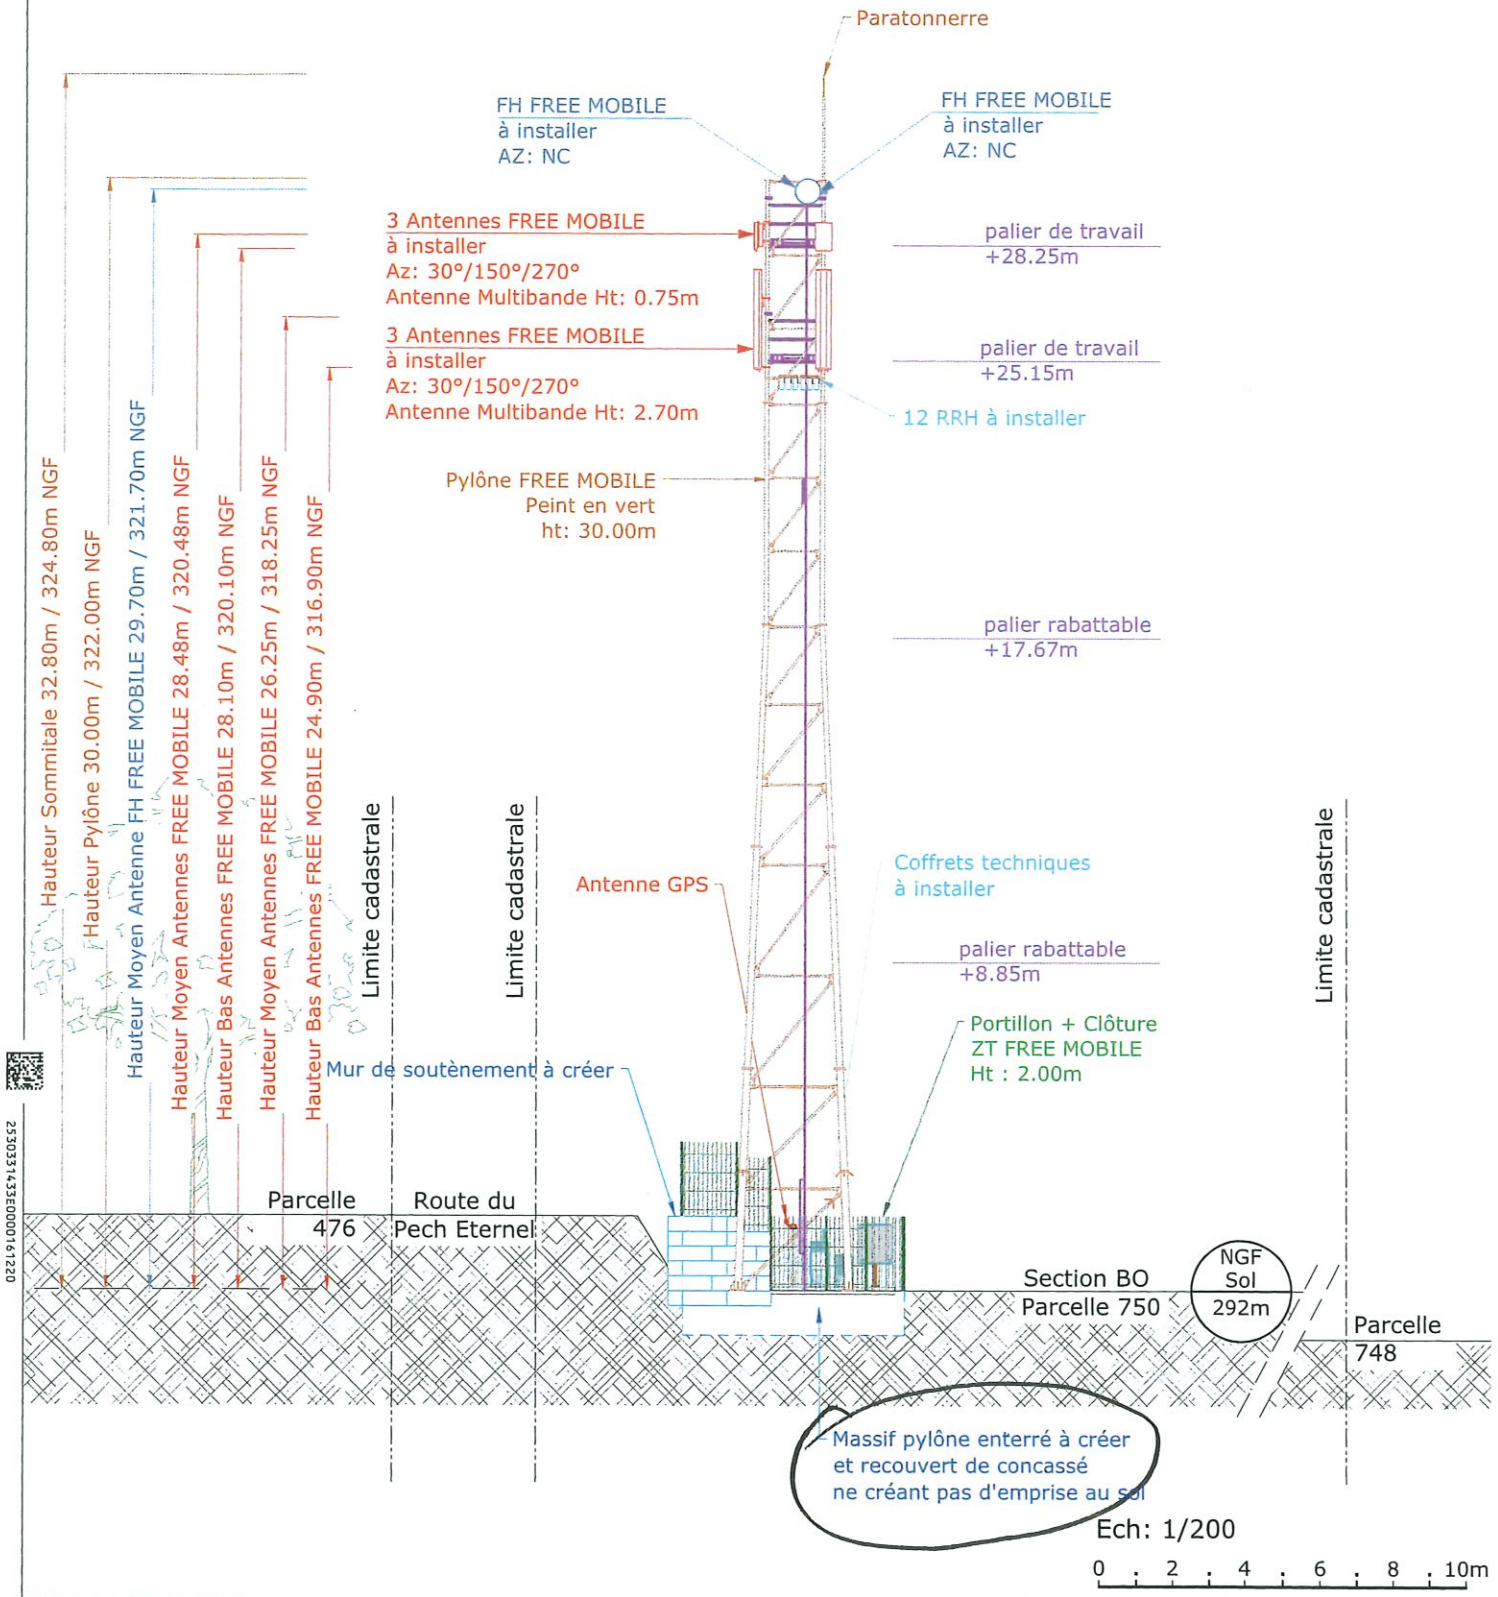 Paratonnerre
FH FREE MOBILE
à installer
AZ: NC
FH FREE MOBILE
à installer
AZ: NC
3 Antennes FREE MOBILE
à installer
Az: 30°/150°/270°
Antenne Multibande Ht: 0.75m
palier de travail
+28.25m
3 Antennes FREE MOBILE
à installer
Az: 30°/150°/270°
Antenne Multibande Ht: 2.70m
palier de travail
+25.15m
12 RRH à installer
Pylône FREE MOBILE
Peint en vert
ht: 30.00m
Hauteur Sommitale 32.80m / 324.80m NGF
Hauteur Pylône 30.00m / 322.00m NGF
Hauteur Moyen Antenne FH FREE MOBILE 29.70m / 321.70m NGF
Hauteur Moyen Antennes FREE MOBILE 28.48m / 320.48m NGF
Hauteur Bas Antennes FREE MOBILE 28.10m / 320.10m NGF
Hauteur Moyen Antennes FREE MOBILE 26.25m / 318.25m NGF
Hauteur Bas Antennes FREE MOBILE 24.90m / 316.90m NGF
palier rabattable
+17.67m
Limite cadastrale
Limite cadastrale
Limite cadastrale
Antenne GPS
Coffrets techniques
à installer
palier rabattable
+8.85m
Portillon + Clôture
ZT FREE MOBILE
Ht : 2.00m
Mur de soutènement à créer
2530331433E0000161220
Parcelle
476
Route du
Pech Eternel
Section BO
Parcelle 750
NGF
Sol
292m
Parcelle
748
Massif pylône enterré à créer
et recouvert de concassé
ne créant pas d'emprise au sol
Ech: 1/200
0 . 2 . 4 . 6 . 8 . 10m